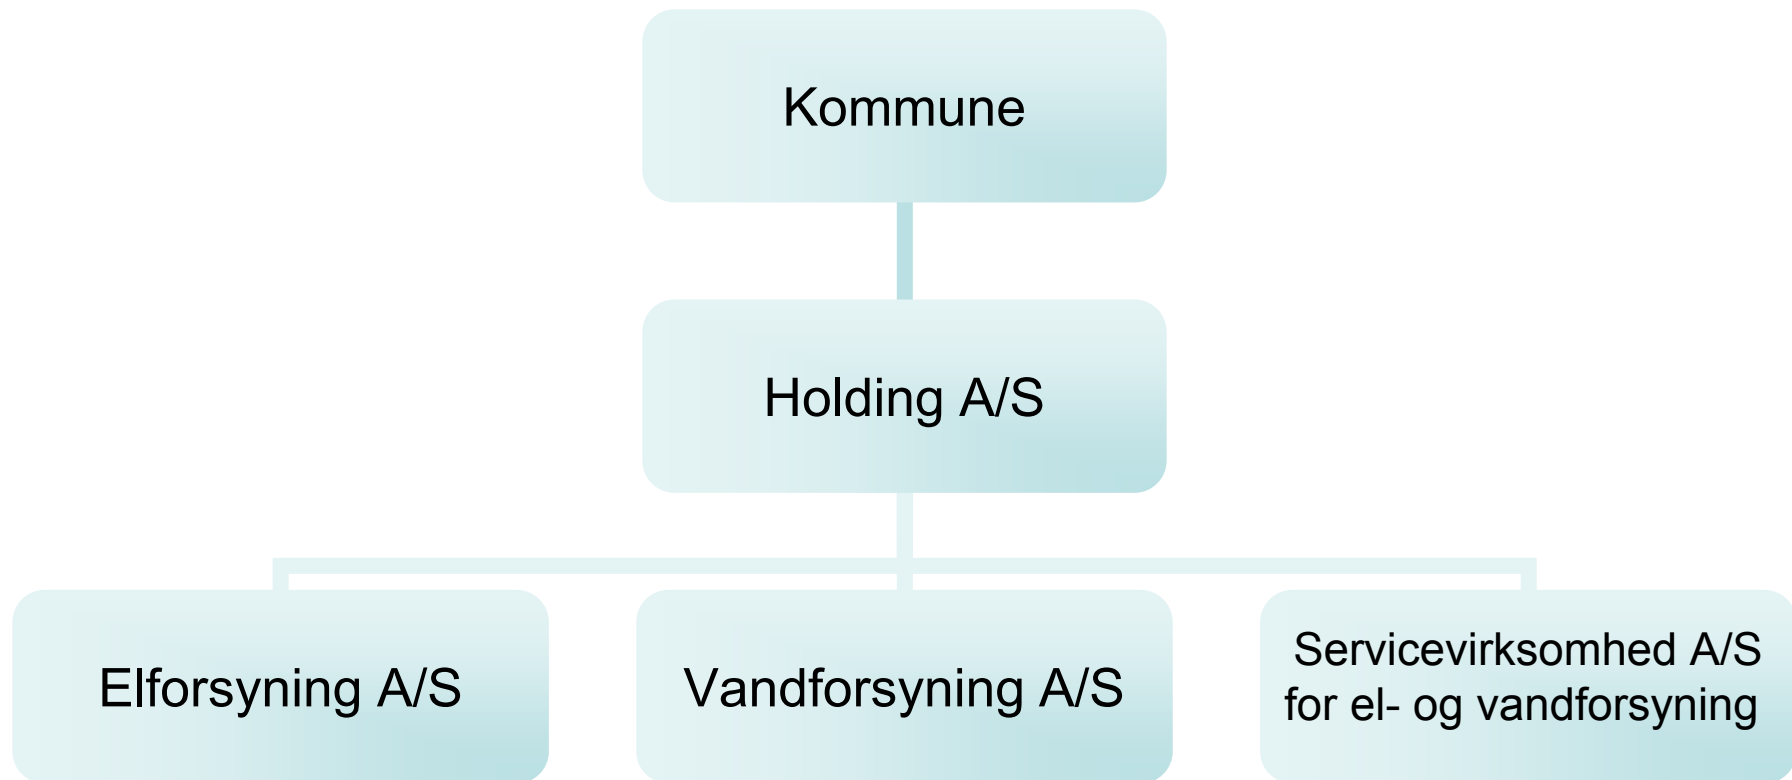 Kommune
Holding A/S
Elforsyning A/S
Vandforsyning A/S
Servicevirksomhed A/S
for el- og vandforsyning